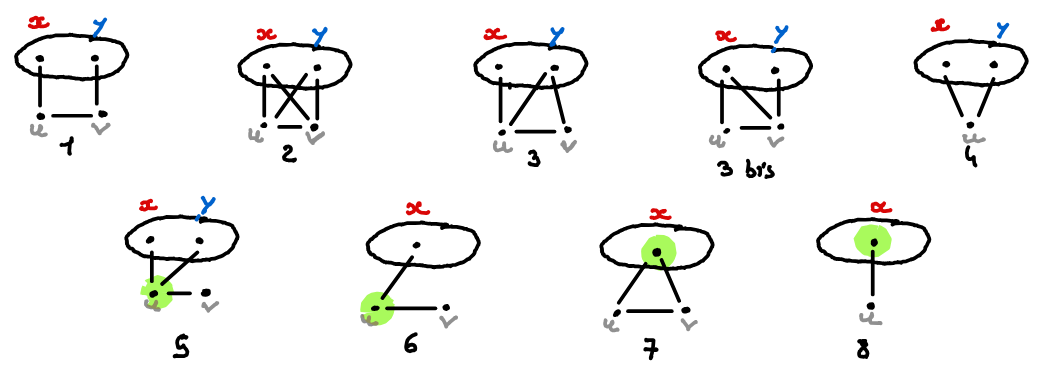 x y x y x y x y x y
u v u v u v u v u
1 2 3 3 bis 4
x y x x x
u v u v u v u
5 6 7 8